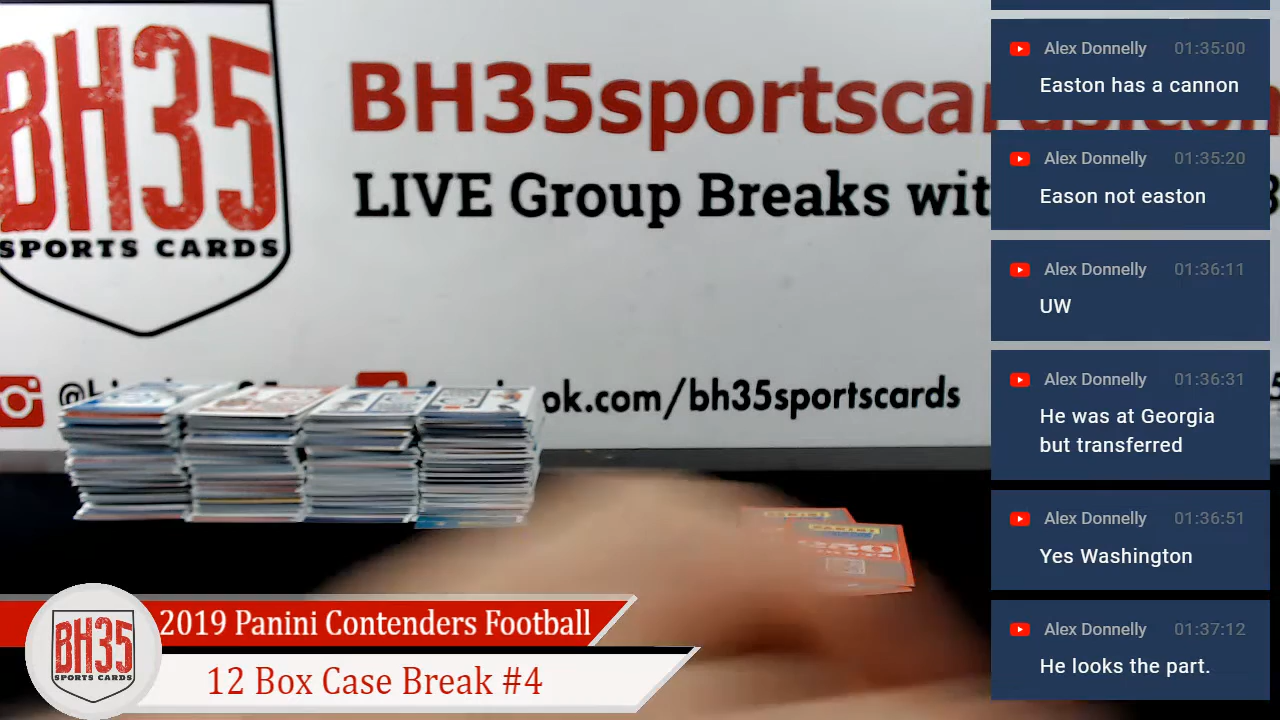 BH35
SPORTS CARDS
BH35sportscards.com
LIVE Group Breaks wit
ok.com/bh35sportscards
Alex Donnelly 01:35:00
Easton has a cannon
Alex Donnelly 01:35:20
Eason not easton
Alex Donnelly 01:36:11
UW
Alex Donnelly 01:36:31
He was at Georgia
but transferred
Alex Donnelly 01:36:51
Yes Washington
Alex Donnelly 01:37:12
He looks the part.
BH35
SPORTS CARDS
2019 Panini Contenders Football
12 Box Case Break #4